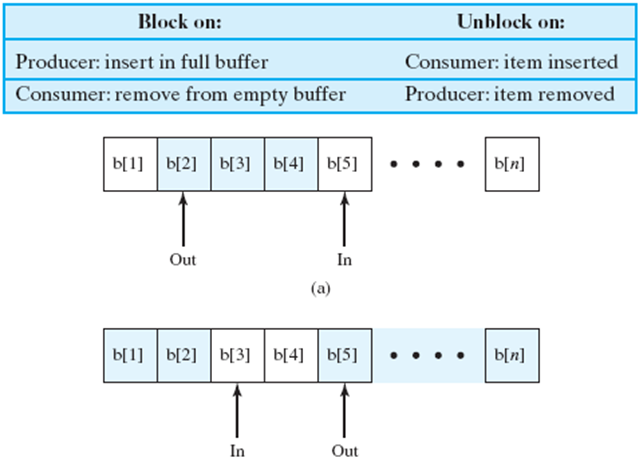 Block on: Unblock on:
Producer: insert in full buffer Consumer: item inserted
Consumer: remove from empty buffer Producer: item removed
b[1] b[2] b[3] b[4] b[5] • • • • b[n]
Out In
(a)
b[1] b[2] b[3] b[4] b[5] • • • • b[n]
In Out